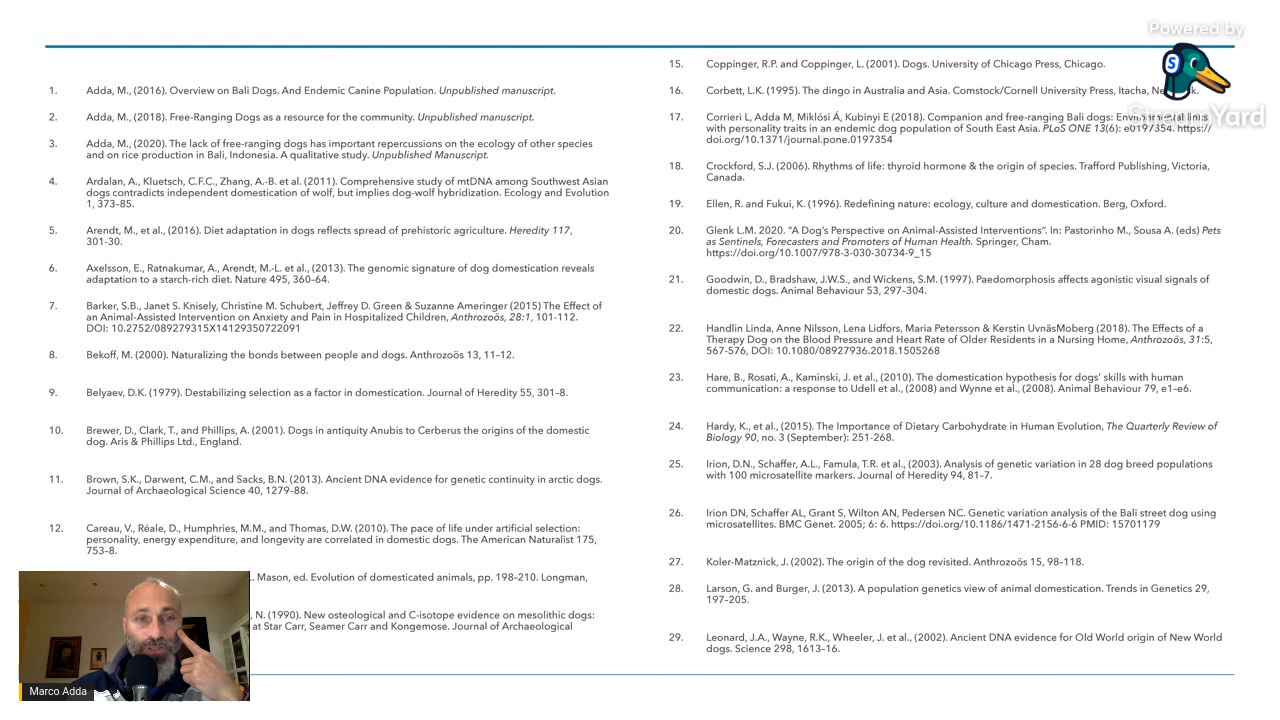 Powered by
StreamYard
1. Adda, M., (2016). Overview on Bali Dogs. And Endemic Canine Population. Unpublished manuscript.
2. Adda, M., (2018). Free-Ranging Dogs as a resource for the community. Unpublished manuscript.
3. Adda, M., (2020). The lack of free-ranging dogs has important repercussions on the ecology of other species
and on rice production in Bali, Indonesia. A qualitative study. Unpublished Manuscript.
4. Ardalan, A., Kluetsch, C.F.C., Zhang, A.-B. et al. (2011). Comprehensive study of mtDNA among Southwest Asian
dogs contradicts independent domestication of wolf, but implies dog-wolf hybridization. Ecology and Evolution
1, 373–85.
5. Arendt, M., et al., (2016). Diet adaptation in dogs reflects spread of prehistoric agriculture. Heredity 117,
301-30.
6. Axelsson, E., Ratnakumar, A., Arendt, M.-L. et al., (2013). The genomic signature of dog domestication reveals
adaptation to a starch-rich diet. Nature 495, 360–64.
7. Barker, S.B., Janet S. Knisely, Christine M. Schubert, Jeffrey D. Green & Suzanne Ameringer (2015) The Effect of
an Animal-Assisted Intervention on Anxiety and Pain in Hospitalized Children, Anthrozoös, 28:1, 101-112.
DOI: 10.2752/089279315X14129350722091
8. Bekoff, M. (2000). Naturalizing the bonds between people and dogs. Anthrozoös 13, 11–12.
9. Belyaev, D.K. (1979). Destabilizing selection as a factor in domestication. Journal of Heredity 55, 301–8.
10. Brewer, D., Clark, T., and Phillips, A. (2001). Dogs in antiquity Anubis to Cerberus the origins of the domestic
dog. Aris & Phillips Ltd., England.
11. Brown, S.K., Darwent, C.M., and Sacks, B.N. (2013). Ancient DNA evidence for genetic continuity in arctic dogs.
Journal of Archaeological Science 40, 1279–88.
12. Careau, V., Réale, D., Humphries, M.M., and Thomas, D.W. (2010). The pace of life under artificial selection:
personality, energy expenditure, and longevity are correlated in domestic dogs. The American Naturalist 175,
753–8.
. Mason, ed. Evolution of domesticated animals, pp. 198–210. Longman,
, N. (1990). New osteological and C-isotope evidence on mesolithic dogs:
at Star Carr, Seamer Carr and Kongemose. Journal of Archaeological
15. Coppinger, R.P. and Coppinger, L. (2001). Dogs. University of Chicago Press, Chicago.
16. Corbett, L.K. (1995). The dingo in Australia and Asia. Comstock/Cornell University Press, Itacha,
17. Corrieri L, Adda M, Miklósi Á, Kubinyi E (2018). Companion and free-ranging Bali dogs: Environmental links
with personality traits in an endemic dog population of South East Asia. PLoS ONE 13(6): e0197354. https://
doi.org/10.1371/journal.pone.0197354
18. Crockford, S.J. (2006). Rhythms of life: thyroid hormone & the origin of species. Trafford Publishing, Victoria,
Canada.
19. Ellen, R. and Fukui, K. (1996). Redefining nature: ecology, culture and domestication. Berg, Oxford.
20. Glenk L.M. 2020. "A Dog's Perspective on Animal-Assisted Interventions". In: Pastorinho M., Sousa A. (eds) Pets
as Sentinels, Forecasters and Promoters of Human Health. Springer, Cham.
https://doi.org/10.1007/978-3-030-30734-9_15
21. Goodwin, D., Bradshaw, J.W.S., and Wickens, S.M. (1997). Paedomorphosis affects agonistic visual signals of
domestic dogs. Animal Behaviour 53, 297–304.
22. Handlin Linda, Anne Nilsson, Lena Lidfors, Maria Petersson & Kerstin UvnäsMoberg (2018). The Effects of a
Therapy Dog on the Blood Pressure and Heart Rate of Older Residents in a Nursing Home, Anthrozoös, 31:5,
567-576, DOI: 10.1080/08927936.2018.1505268
23. Hare, B., Rosati, A., Kaminski, J. et al., (2010). The domestication hypothesis for dogs' skills with human
communication: a response to Udell et al., (2008) and Wynne et al., (2008). Animal Behaviour 79, e1–e6.
24. Hardy, K., et al., (2015). The Importance of Dietary Carbohydrate in Human Evolution, The Quarterly Review of
Biology 90, no. 3 (September): 251-268.
25. Irion, D.N., Schaffer, A.L., Famula, T.R. et al., (2003). Analysis of genetic variation in 28 dog breed populations
with 100 microsatellite markers. Journal of Heredity 94, 81–7.
26. Irion DN, Schaffer AL, Grant S, Wilton AN, Pedersen NC. Genetic variation analysis of the Bali street dog using
microsatellites. BMC Genet. 2005; 6: 6. https://doi.org/10.1186/1471-2156-6-6 PMID: 15701179
27. Koler-Matznick, J. (2002). The origin of the dog revisited. Anthrozoös 15, 98–118.
28. Larson, G. and Burger, J. (2013). A population genetics view of animal domestication. Trends in Genetics 29,
197–205.
29. Leonard, J.A., Wayne, R.K., Wheeler, J. et al., (2002). Ancient DNA evidence for Old World origin of New World
dogs. Science 298, 1613–16.
Marco Adda